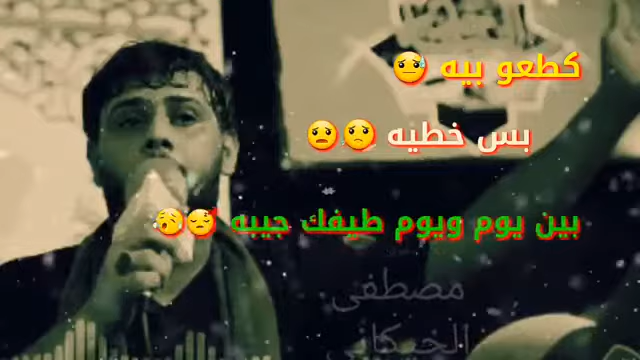 كطعو بيه 😓
بس خطيه 😟😦
بين يوم ويوم طيفك جيبه 😴😪
مصطفى